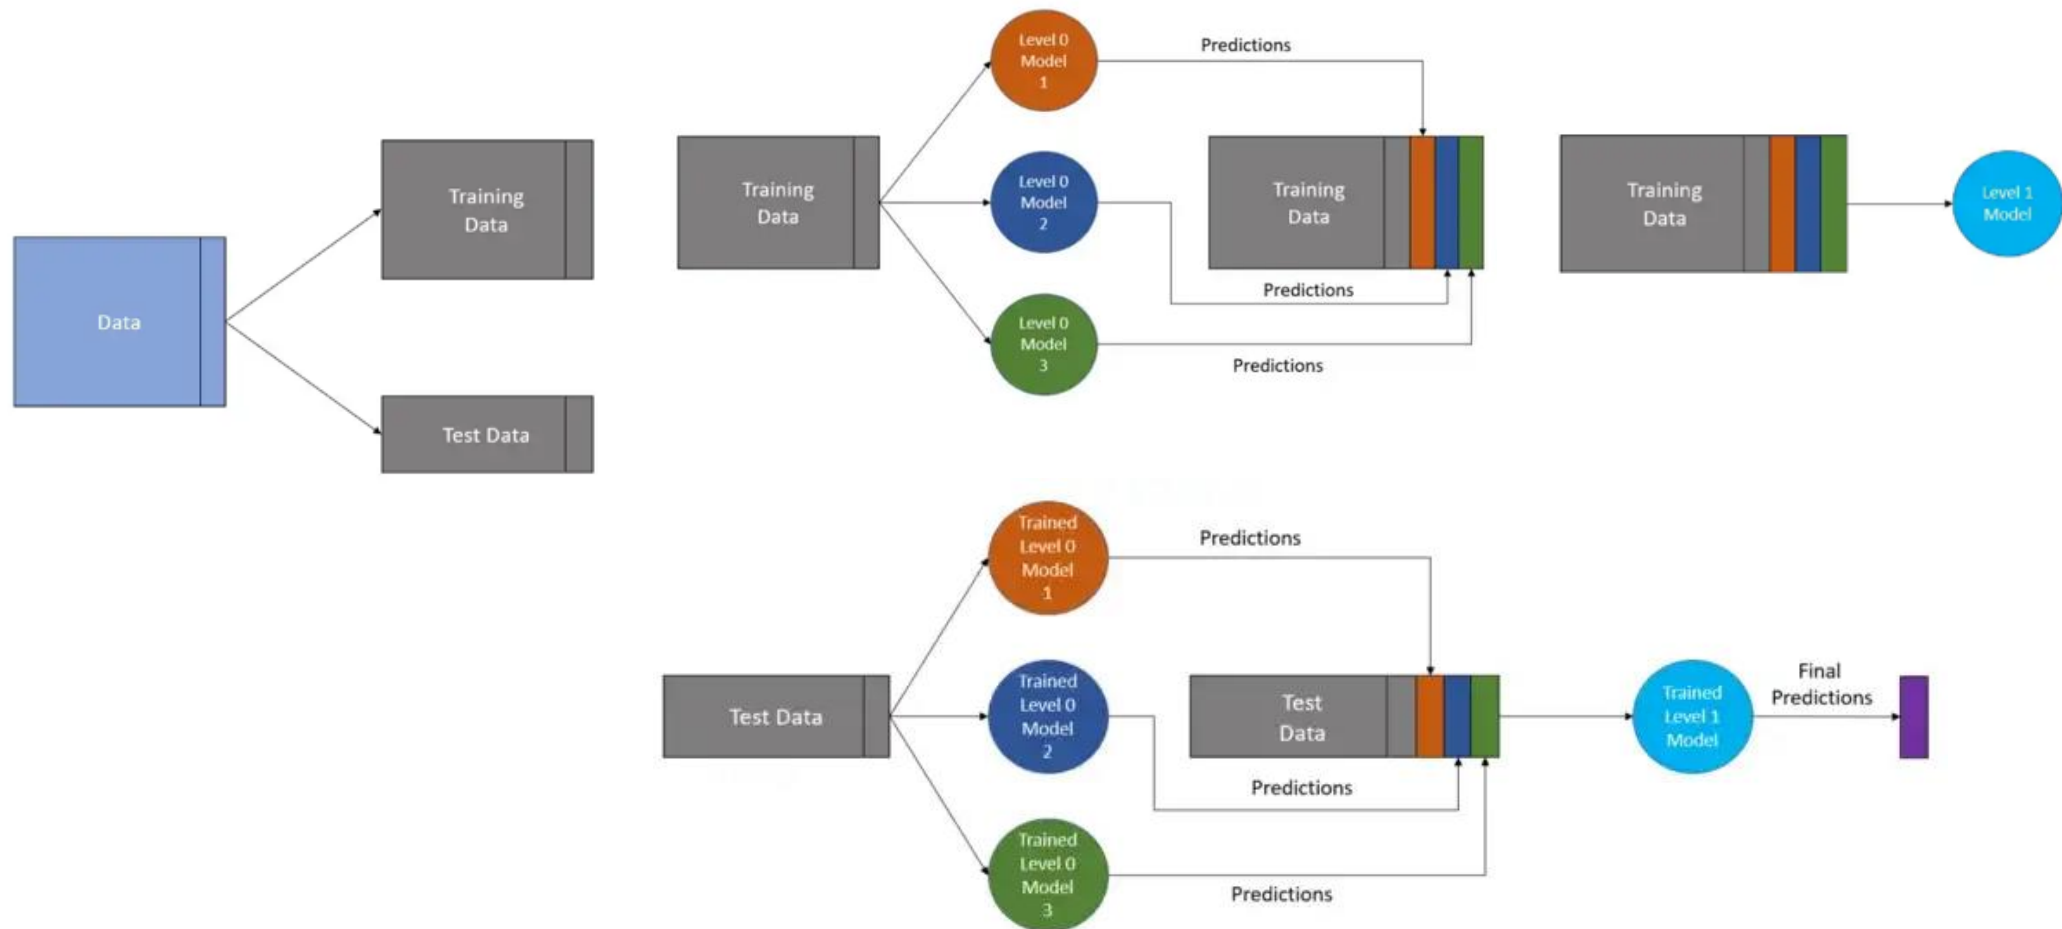 Data
Training
Data
Test Data
Training
Data
Level 0
Model
1
Level 0
Model
2
Level 0
Model
3
Predictions
Predictions
Predictions
Training
Data
Training
Data
Level 1
Model
Test Data
Trained
Level 0
Model
1
Trained
Level 0
Model
2
Trained
Level 0
Model
3
Predictions
Predictions
Predictions
Test
Data
Trained
Level 1
Model
Final
Predictions